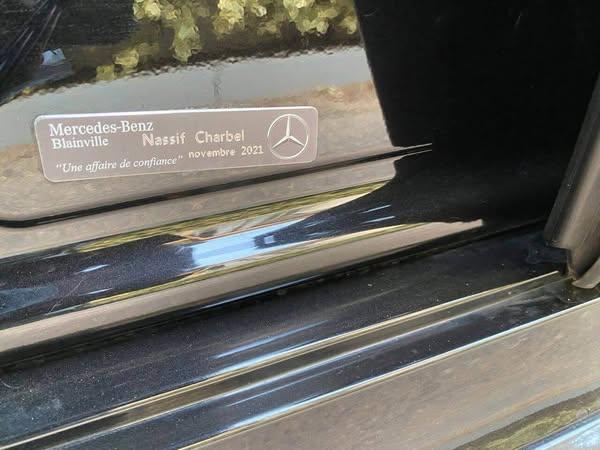 Mercedes-Benz
Blainville
Nassif Charbel
novembre 2021
"Une affaire de confiance"